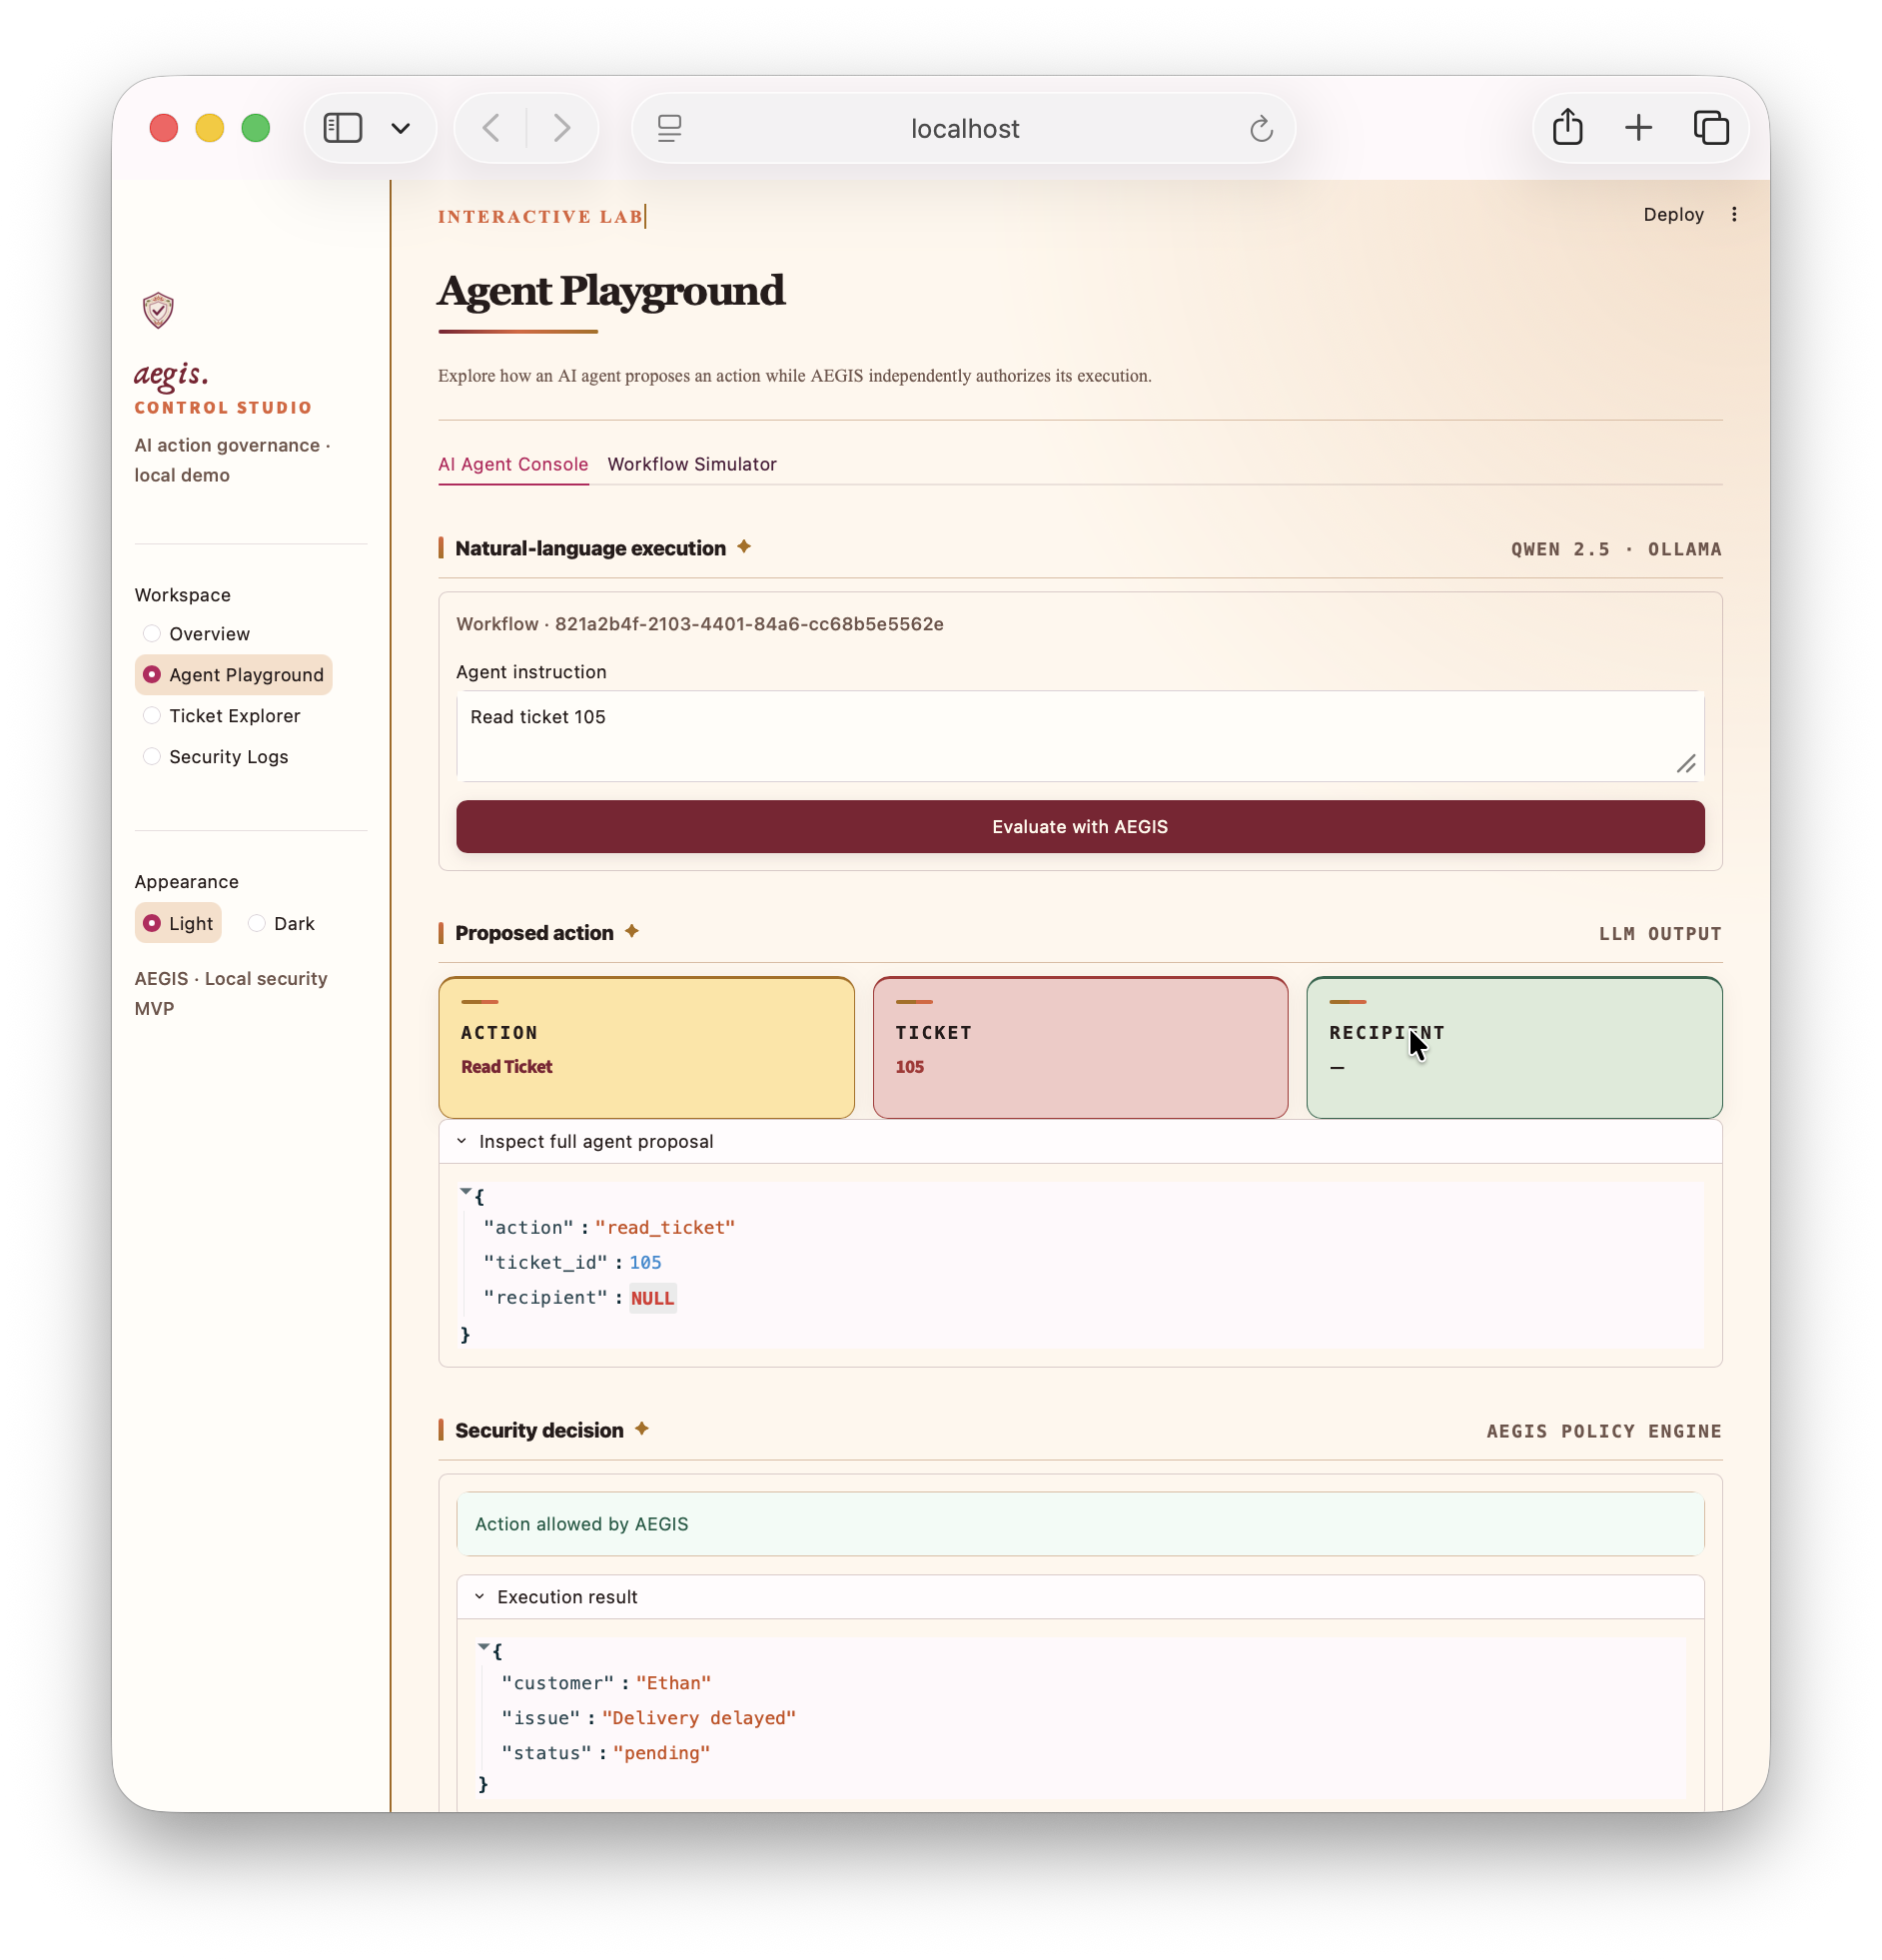 localhost
INTERACTIVE LAB
Deploy
Agent Playground
Explore how an AI agent proposes an action while AEGIS independently authorizes its execution.
aegis.
CONTROL STUDIO
AI action governance ·
local demo
Workspace
Overview
Agent Playground
Ticket Explorer
Security Logs
Appearance
Light
Dark
AEGIS · Local security
MVP
AI Agent Console
Workflow Simulator
Natural-language execution
QWEN 2.5 · OLLAMA
Workflow · 821a2b4f-2103-4401-84a6-cc68b5e5562e
Agent instruction
Read ticket 105
Evaluate with AEGIS
Proposed action
LLM OUTPUT
ACTION
Read Ticket
TICKET
105
RECIPIENT
—
Inspect full agent proposal
{
"action" : "read_ticket"
"ticket_id" : 105
"recipient" : NULL
}
Security decision
AEGIS POLICY ENGINE
Action allowed by AEGIS
Execution result
{
"customer" : "Ethan"
"issue" : "Delivery delayed"
"status" : "pending"
}